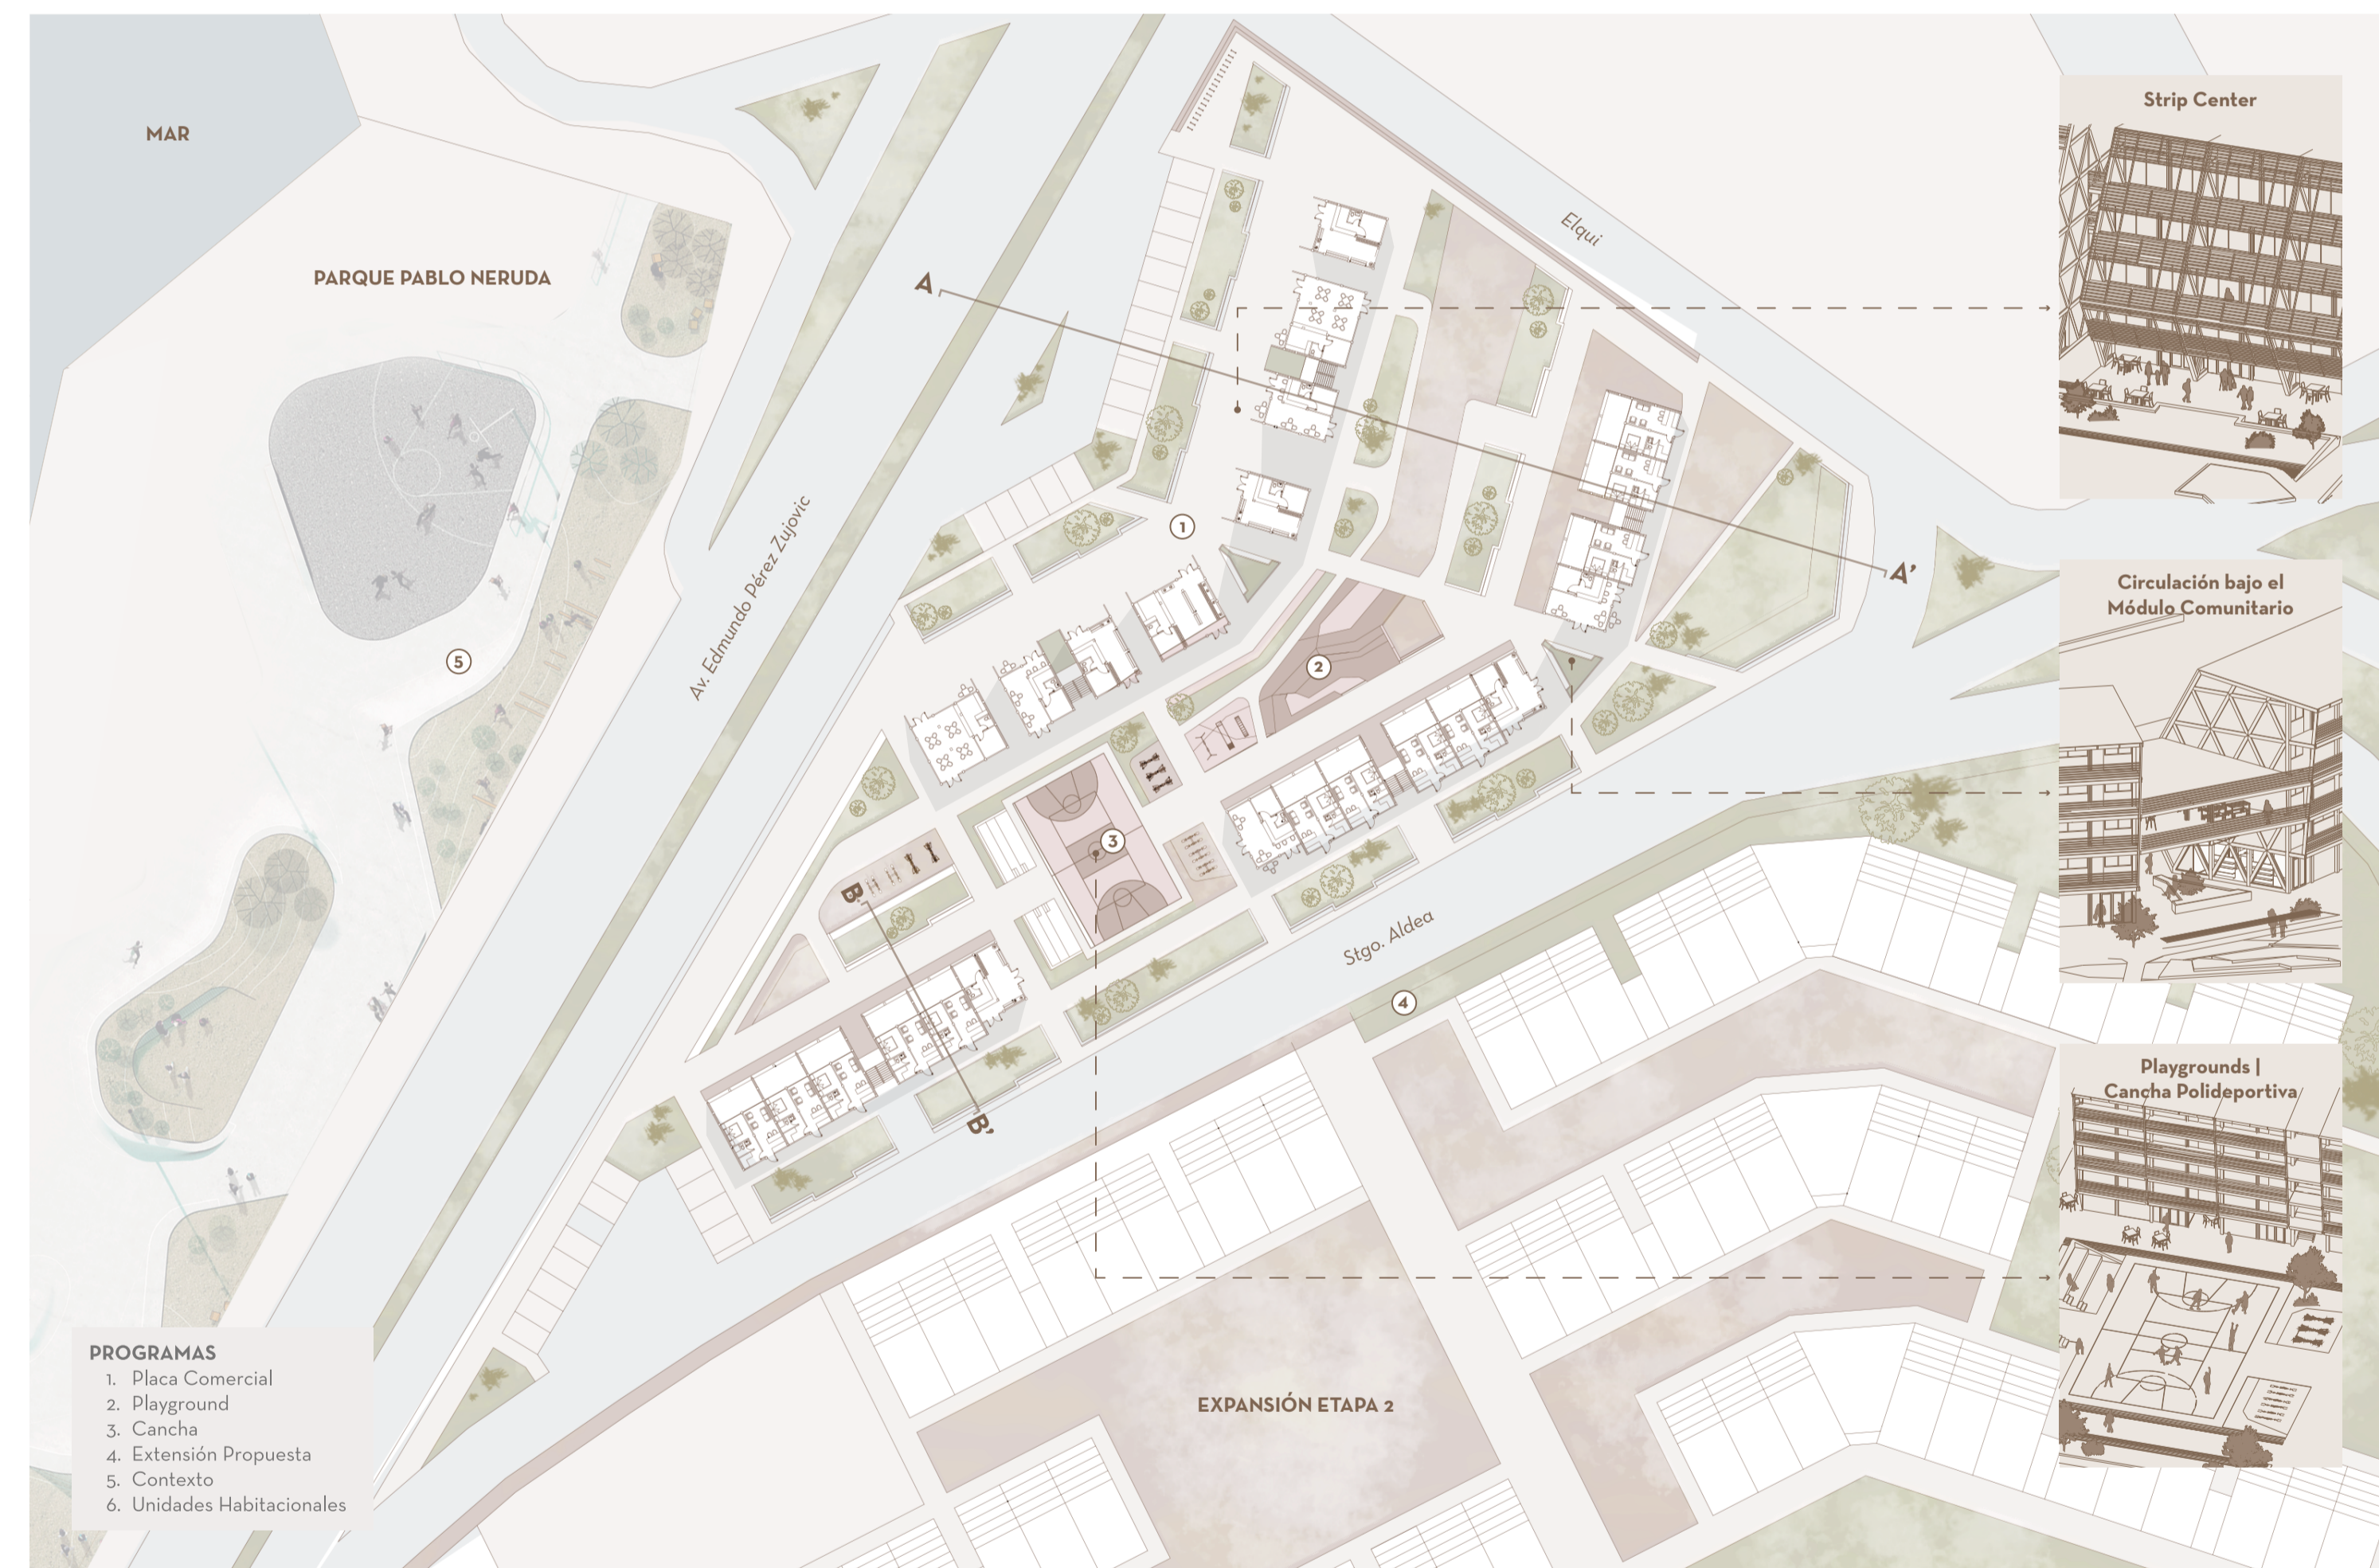 MAR
PARQUE PABLO NERUDA
A
Elqui
Strip Center
Av. Edmundo Pérez Zujovic
1
5
2
A'
Circulación bajo el
Módulo Comunitario
3
B'
Stgo. Aldea
4
B'
Playgrounds |
Cancha Polideportiva
EXPANSIÓN ETAPA 2
PROGRAMAS
1. Placa Comercial
2. Playground
3. Cancha
4. Extensión Propuesta
5. Contexto
6. Unidades Habitacionales